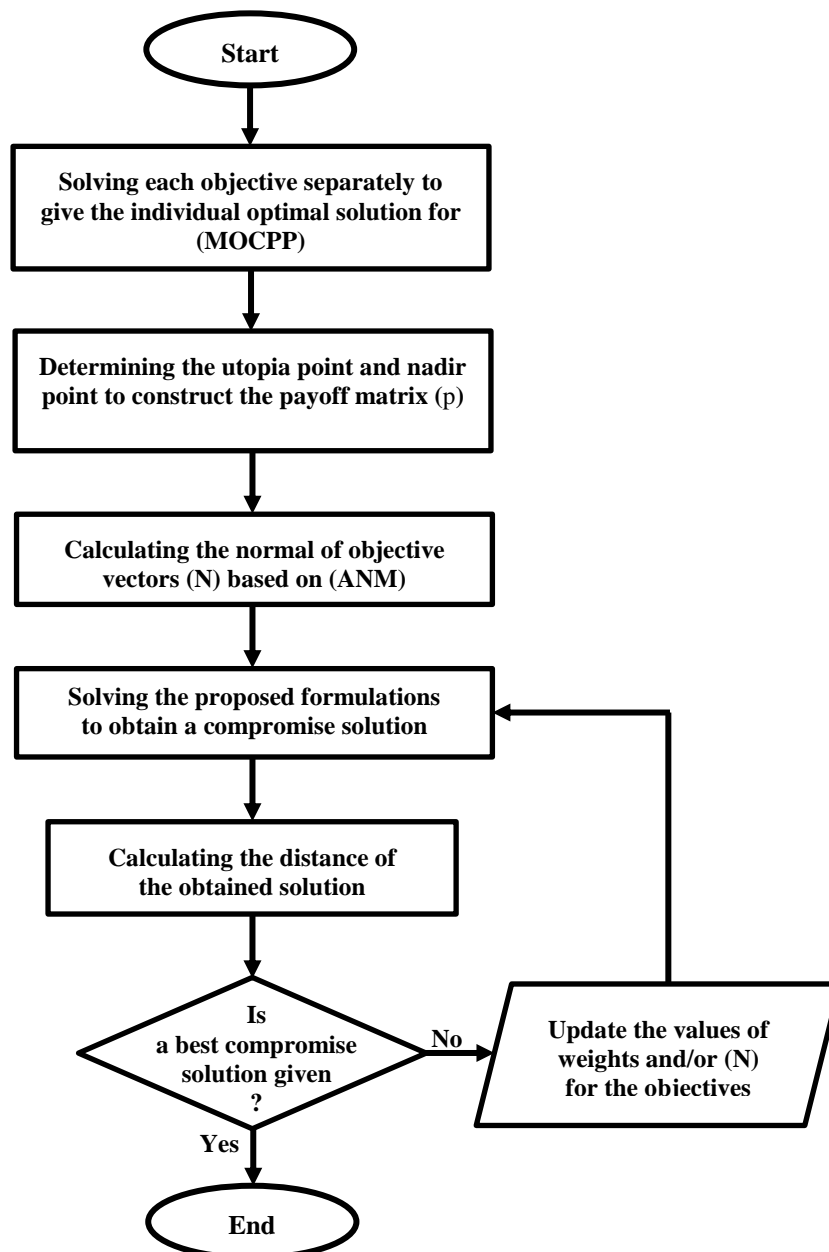 Start
Solving each objective separately to
give the individual optimal solution for
(MOCPP)
Determining the utopia point and nadir
point to construct the payoff matrix (p)
Calculating the normal of objective
vectors (N) based on (ANM)
Solving the proposed formulations
to obtain a compromise solution
Calculating the distance of
the obtained solution
Is
a best compromise
solution given
?
No
Update the values of
weights and/or (N)
for the objectives
Yes
End